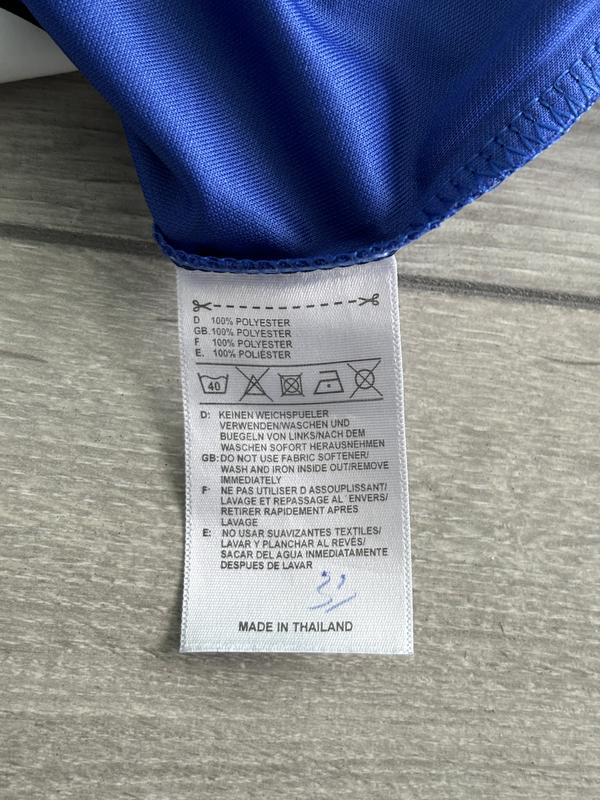 D 100% POLYESTER
GB.100% POLYESTER
F 100% POLYESTER
E. 100% POLIÉSTER
40
D: KEINEN WEICHSPUELER
VERWENDEN/WASCHEN UND
BUEGELN VON LINKS/NACH DEM
WASCHEN SOFORT HERAUSNEHMEN
GB: DO NOT USE FABRIC SOFTENER/
WASH AND IRON INSIDE OUT/REMOVE
IMMEDIATELY
F· NE PAS UTILISER D ASSOUPLISSANT/
LAVAGE ET REPASSAGE AL´ENVERS/
RETIRER RAPIDEMENT APRES
LAVAGE
E: NO USAR SUAVIZANTES TEXTILES/
LAVAR Y PLANCHAR AL REVÉS/
SACAR DEL AGUA INMEDIATAMENTE
DESPUES DE LAVAR
MADE IN THAILAND